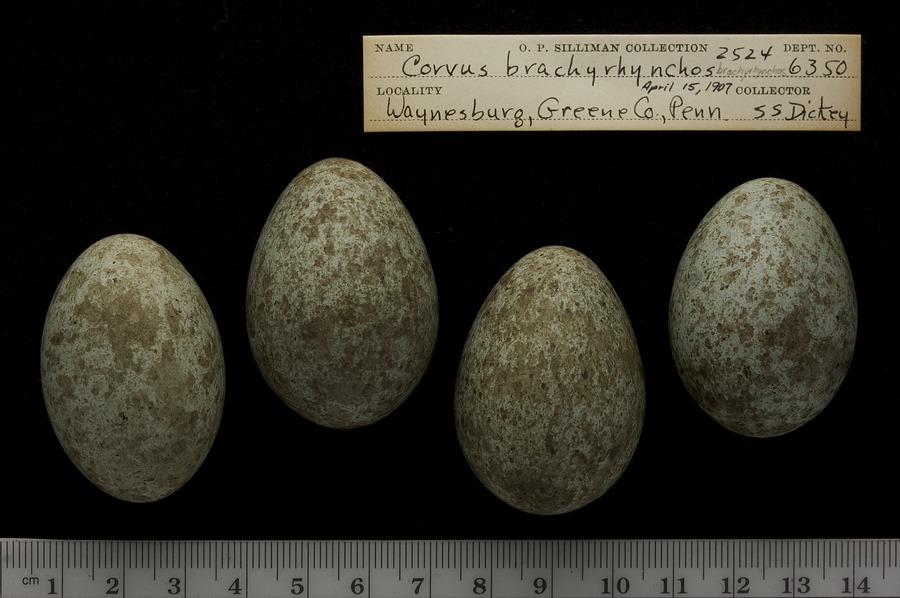 NAME O. P. SILLIMAN COLLECTION 2524 DEPT. NO.
Corvus brachyrhynchos brachyrhynchos 6350
LOCALITY April 15, 1907 COLLECTOR
Waynesburg, Greene Co., Penn. S S Dickey
cm 1 2 3 4 5 6 7 8 9 10 11 12 13 14